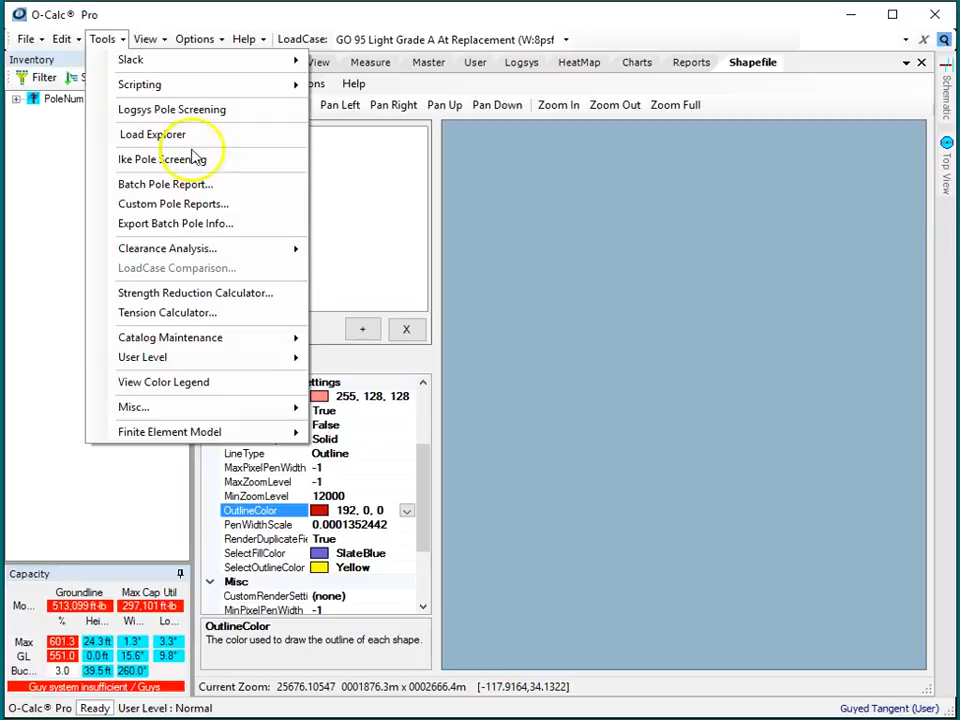 O-Calc® Pro
File Edit Tools View Options Help LoadCase: GO 95 Light Grade A At Replacement (W:8psf X
Inventory
View Measure Master User Logsys HeatMap Charts Reports Shapefile
Filter
Help
PoleNum
Pan Left Pan Right Pan Up Pan Down Zoom In Zoom Out Zoom Full
Slack
Scripting
Logsys Pole Screening
Load Explorer
Ike Pole Screening
Batch Pole Report...
Custom Pole Reports...
Export Batch Pole Info...
Clearance Analysis...
LoadCase Comparison...
Strength Reduction Calculator...
Tension Calculator...
Catalog Maintenance
User Level
View Color Legend
Misc...
Finite Element Model
Schematic
Top View
+ X
255, 128, 128
True
False
Solid
LineType Outline
MaxPixelPenWidth -1
MaxZoomLevel -1
MinZoomLevel 12000
OutlineColor 192, 0, 0
PenWidthScale 0.0001352442
RenderDuplicateFie True
SelectFillColor SlateBlue
SelectOutlineColor Yellow
Misc
CustomRenderSetti (none)
MinPixelPenWidth -1
OutlineColor
The color used to draw the outline of each shape.
Capacity
Groundline Max Cap Util
Mo... 513,099 ft-lb 297,101 ft-lb
% Hei... Wi... Lo...
Max 601.3 24.3 ft 1.3° 3.3°
GL 551.0 0.0 ft 15.6° 9.8°
Buc... 3.0 39.5 ft 260.0°
Guy system insufficient / Guys
Current Zoom: 25676.10547 0001876.3m x 0002666.4m [-117.9164,34.1322]
O-Calc® Pro Ready User Level : Normal Guyed Tangent (User)